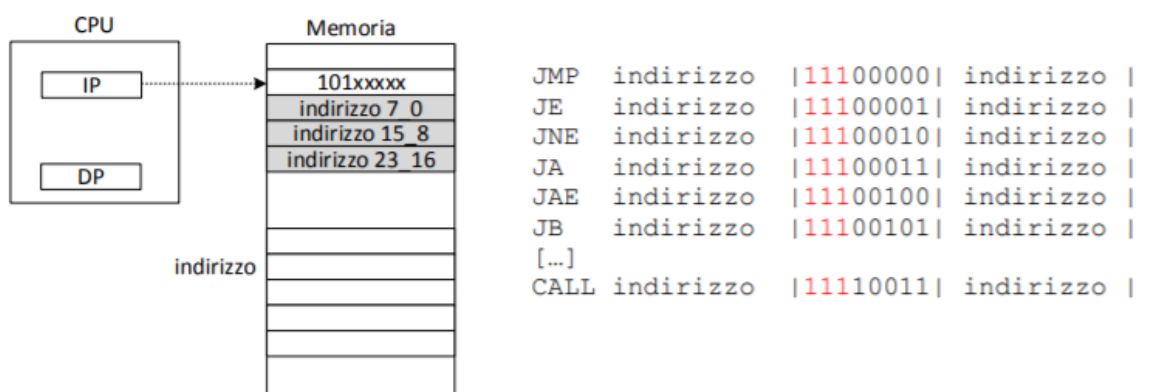 CPU
Memoria
IP
101xxxxx
indirizzo 7_0
indirizzo 15_8
indirizzo 23_16
DP
indirizzo
JMP indirizzo |11100000| indirizzo |
JE indirizzo |11100001| indirizzo |
JNE indirizzo |11100010| indirizzo |
JA indirizzo |11100011| indirizzo |
JAE indirizzo |11100100| indirizzo |
JB indirizzo |11100101| indirizzo |
[…]
CALL indirizzo |11110011| indirizzo |